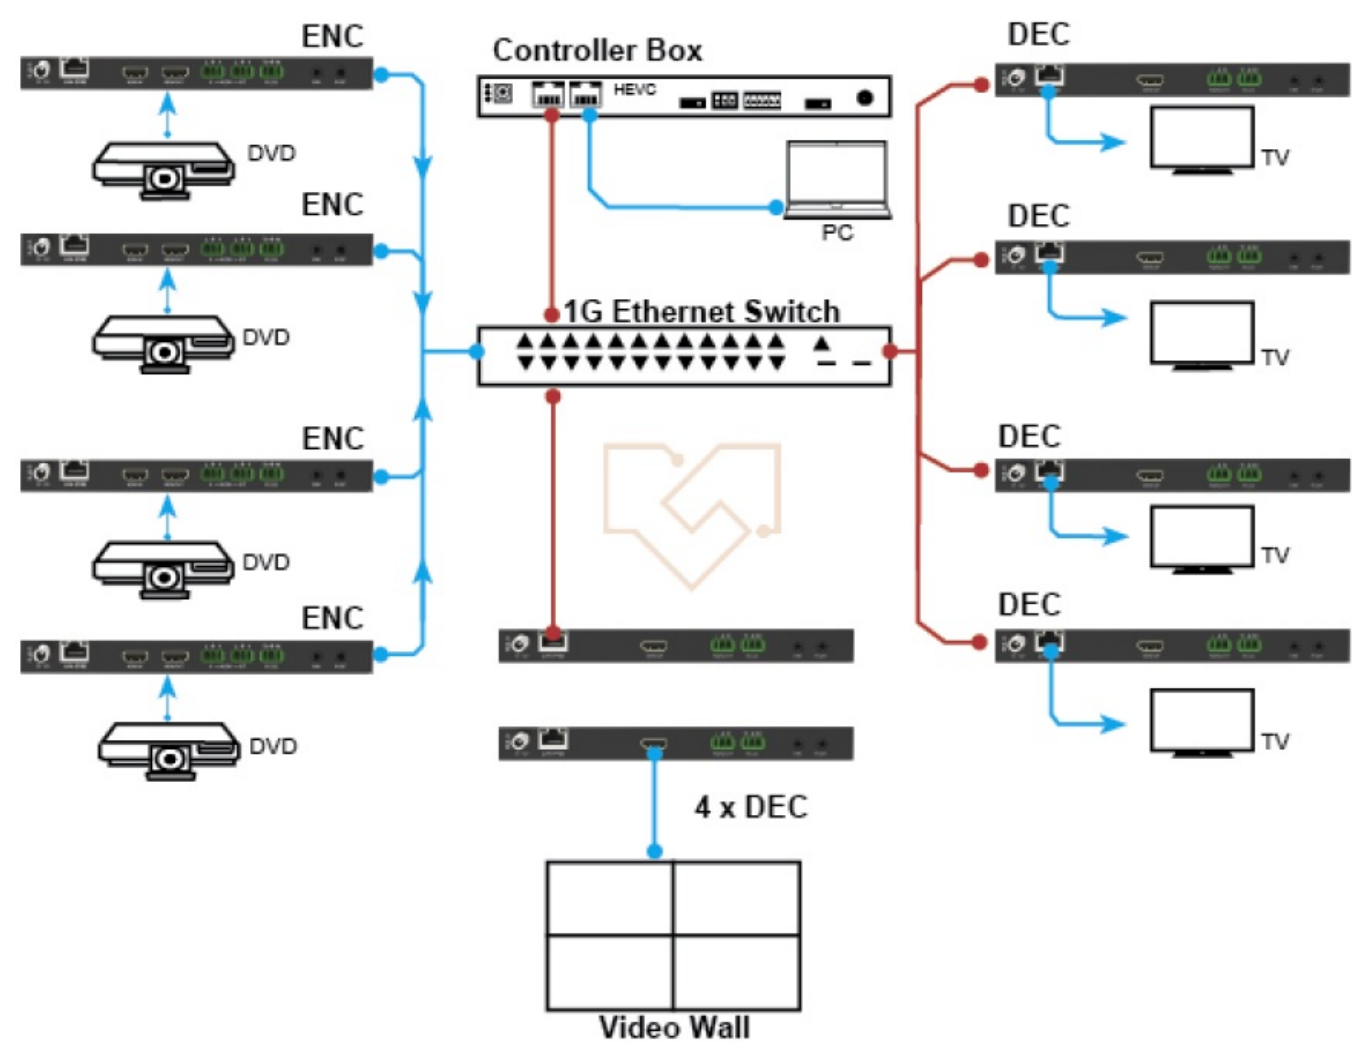 ENC
Controller Box
DEC
HEVC
DVD
TV
ENC
PC
DEC
1G Ethernet Switch
DVD
TV
ENC
DEC
DVD
TV
ENC
DEC
DVD
TV
4 x DEC
Video Wall